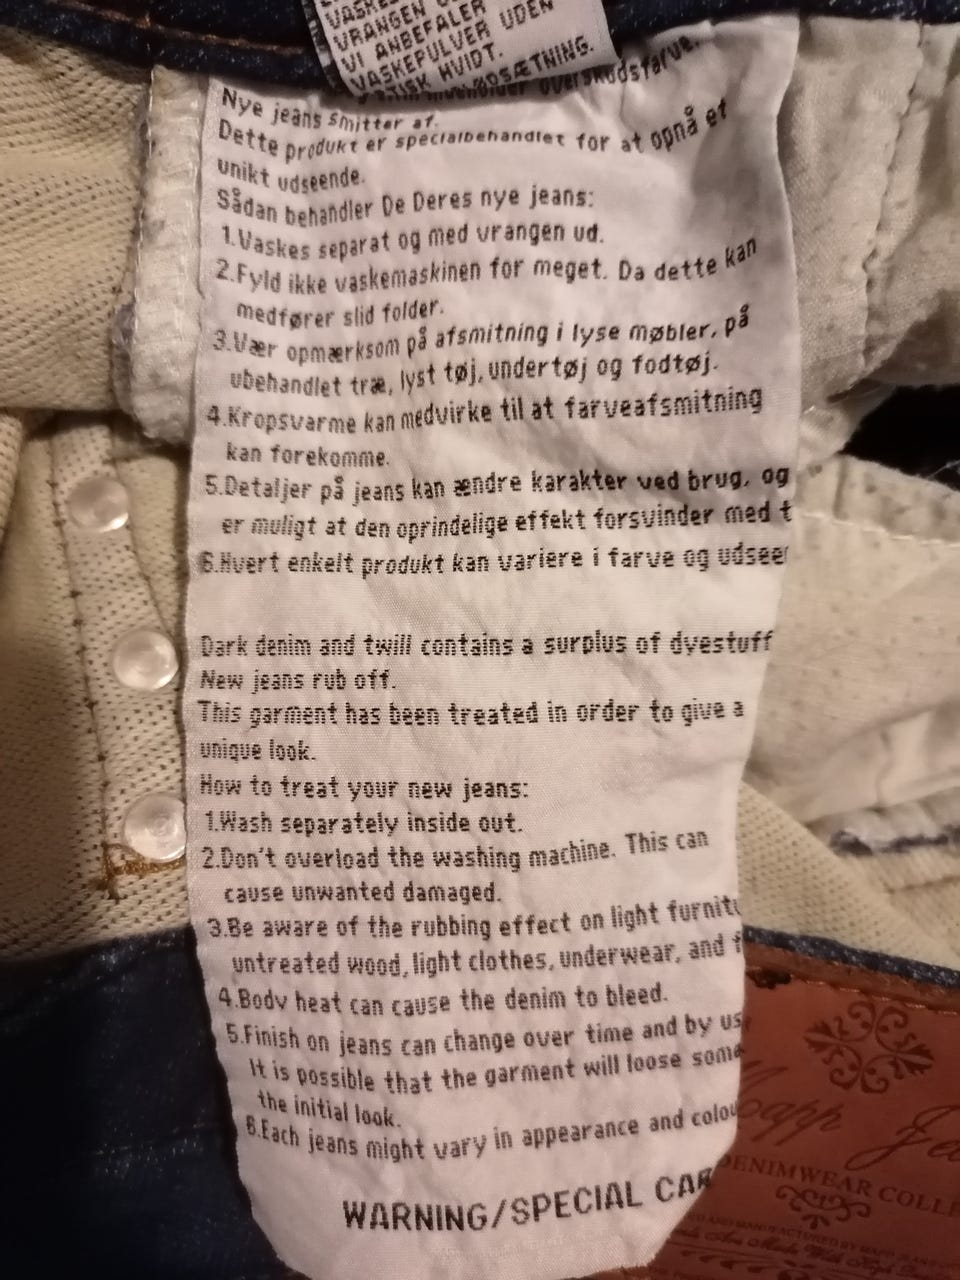 VRANGEN
VI ANBEFALER
VASKEPULVER UDEN
HVIDT.
overskudsfarve.
Nye jeans smitter af.
Dette produkt er specialbehandlet for at opnå et
unikt udseende.
Sådan behandler De Deres nye jeans:
1.Vaskes separat og med vrangen ud.
2.Fyld ikke vaskemaskinen for meget. Da dette kan
medfører slid folder.
3.Vær opmærksom på afsmitning i lyse møbler, på
ubehandlet træ, lyst tøj, undertøj og fodtøj.
4.Kropsvarme kan medvirke til at farveafsmitning
kan forekomme.
5.Detaljer på jeans kan ændre karakter ved brug, og
er muligt at den oprindelige effekt forsvinder med t
6.Hvert enkelt produkt kan variere i farve og udsee
Dark denim and twill contains a surplus of dyestuff
New jeans rub off.
This garment has been treated in order to give a
unique look.
How to treat your new jeans:
1.Wash separately inside out.
2.Don't overload the washing machine. This can
cause unwanted damaged.
3.Be aware of the rubbing effect on light furnitu
untreated wood, light clothes, underwear, and f
4.Body heat can cause the denim to bleed.
5.Finish on jeans can change over time and by us
It is possible that the garment will loose some
the initial look.
6.Each jeans might vary in appearance and colou
WARNING/SPECIAL CAR
DENIMWEAR COLLE